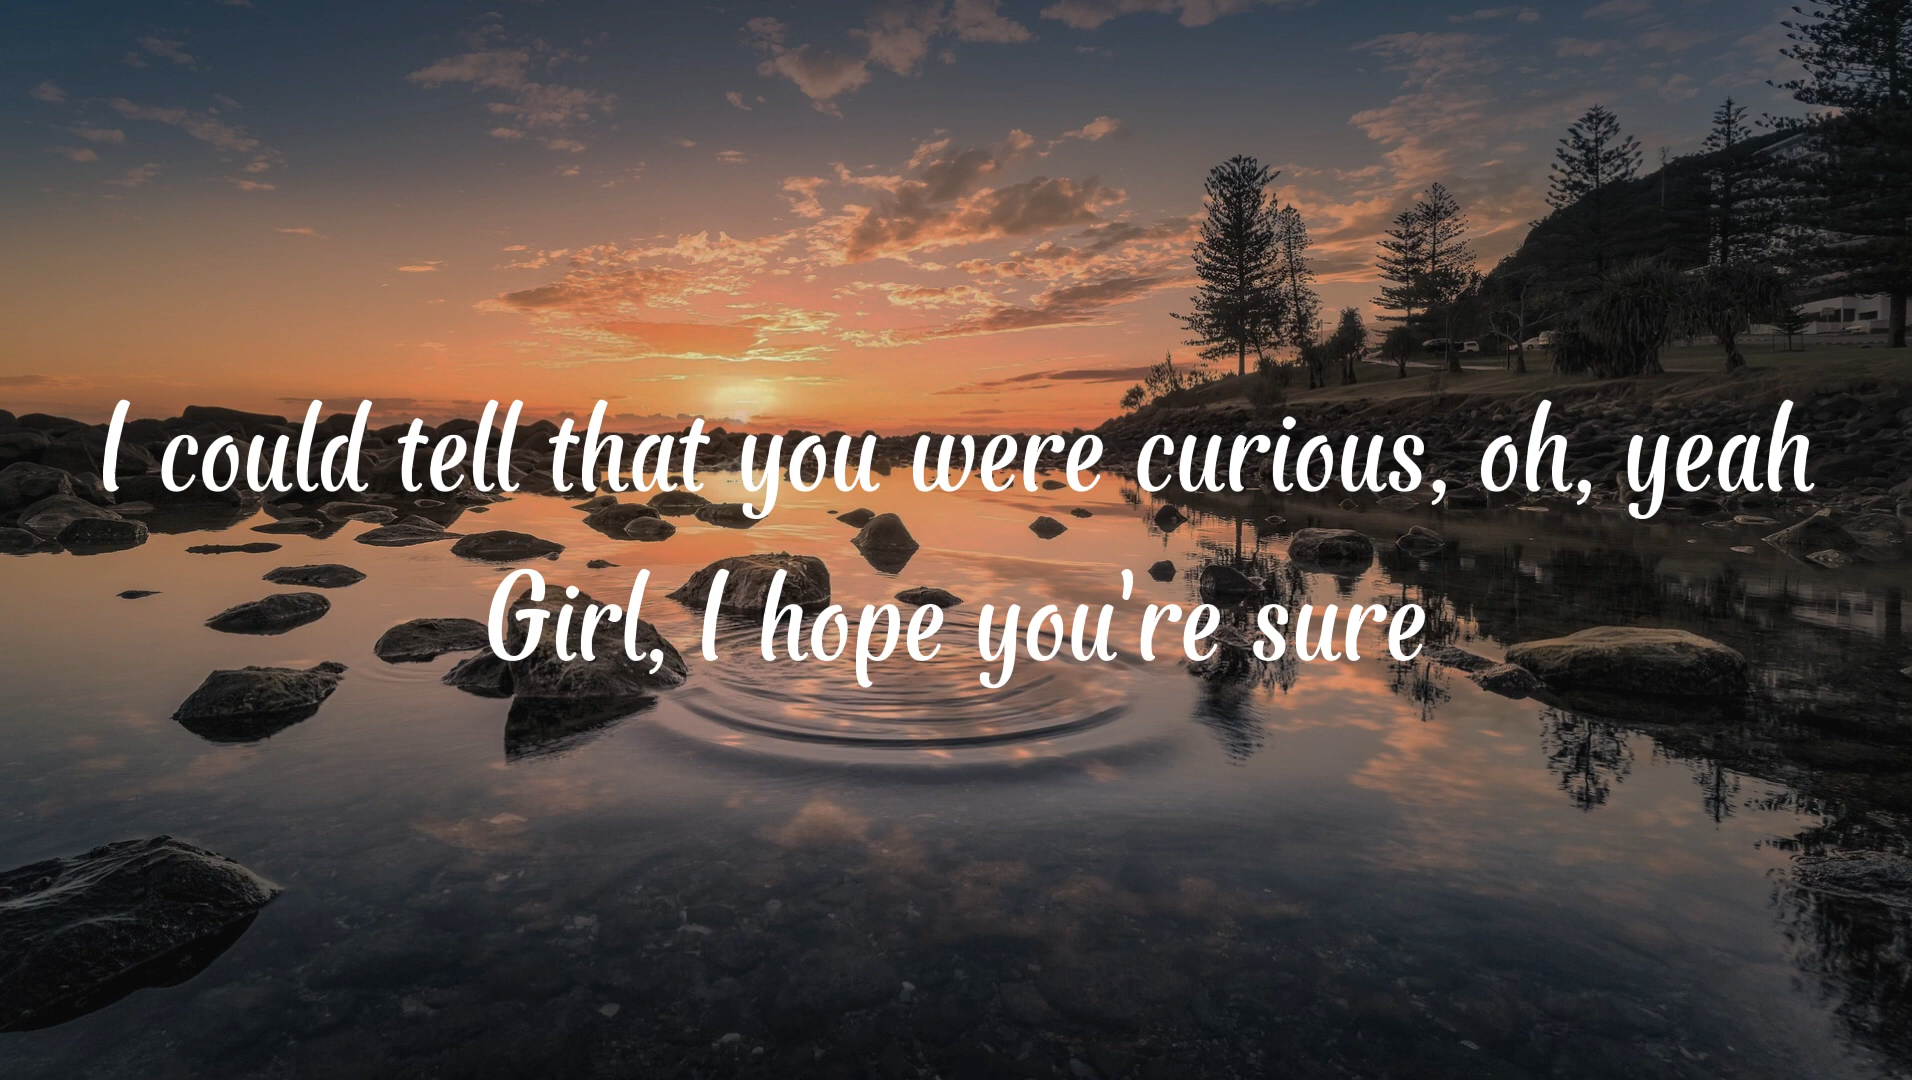 I could tell that you were curious, oh, yeah
Girl, I hope you're sure